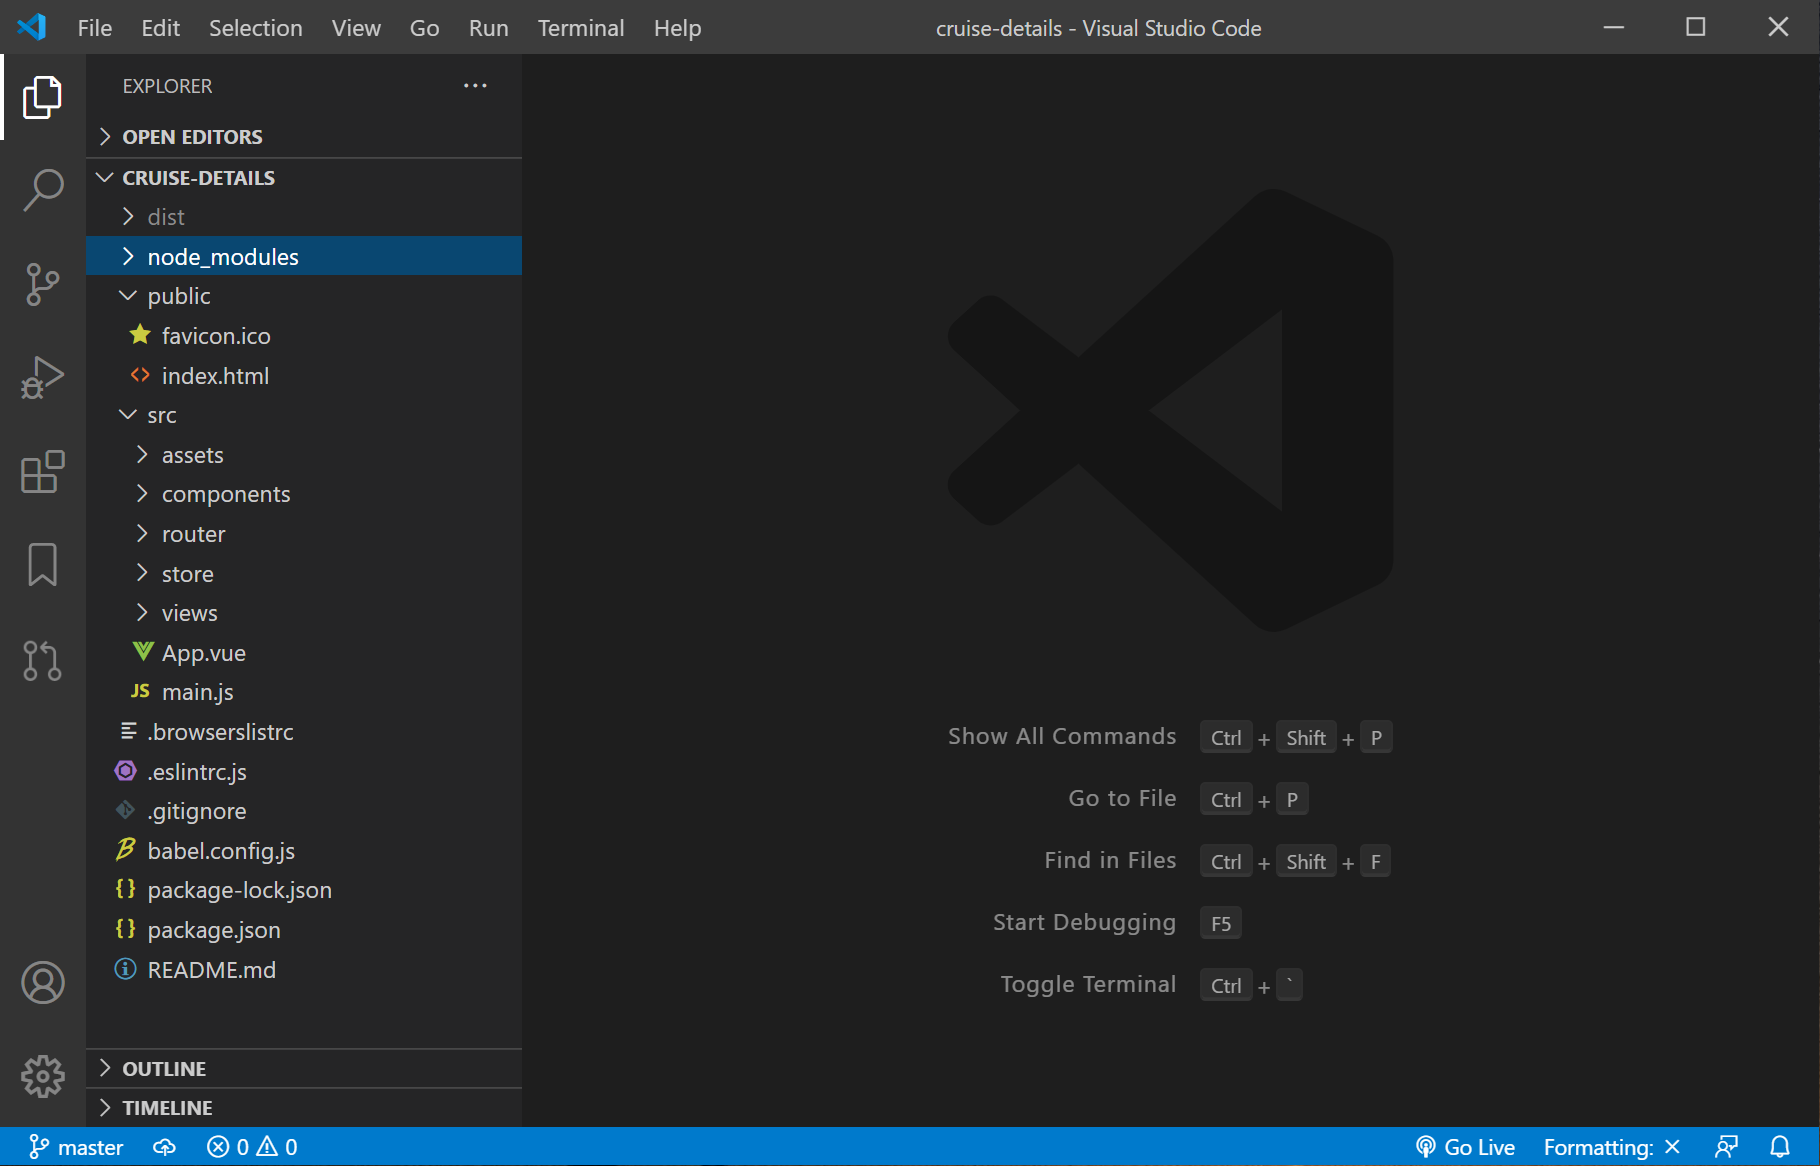 File Edit Selection View Go Run Terminal Help
cruise-details - Visual Studio Code
EXPLORER
OPEN EDITORS
CRUISE-DETAILS
dist
node_modules
public
favicon.ico
index.html
src
assets
components
router
store
views
App.vue
JS main.js
.browserslistrc
.eslintrc.js
.gitignore
babel.config.js
{} package-lock.json
{} package.json
README.md
OUTLINE
TIMELINE
Show All Commands Ctrl + Shift + P
Go to File Ctrl + P
Find in Files Ctrl + Shift + F
Start Debugging F5
Toggle Terminal Ctrl + `
master 0 0 Go Live Formatting: ×